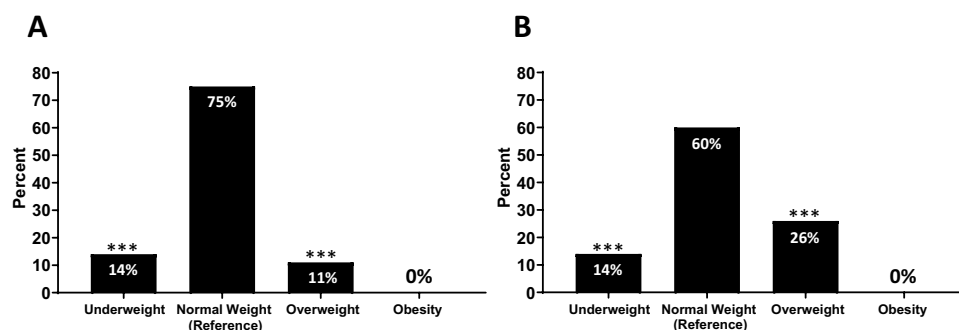 A
Percent
80
70
60
50
40
30
20
10
0
***
14%
75%
***
11%
0%
Underweight
Normal Weight
(Reference)
Overweight
Obesity
B
Percent
80
70
60
50
40
30
20
10
0
***
14%
60%
***
26%
0%
Underweight
Normal Weight
(Reference)
Overweight
Obesity